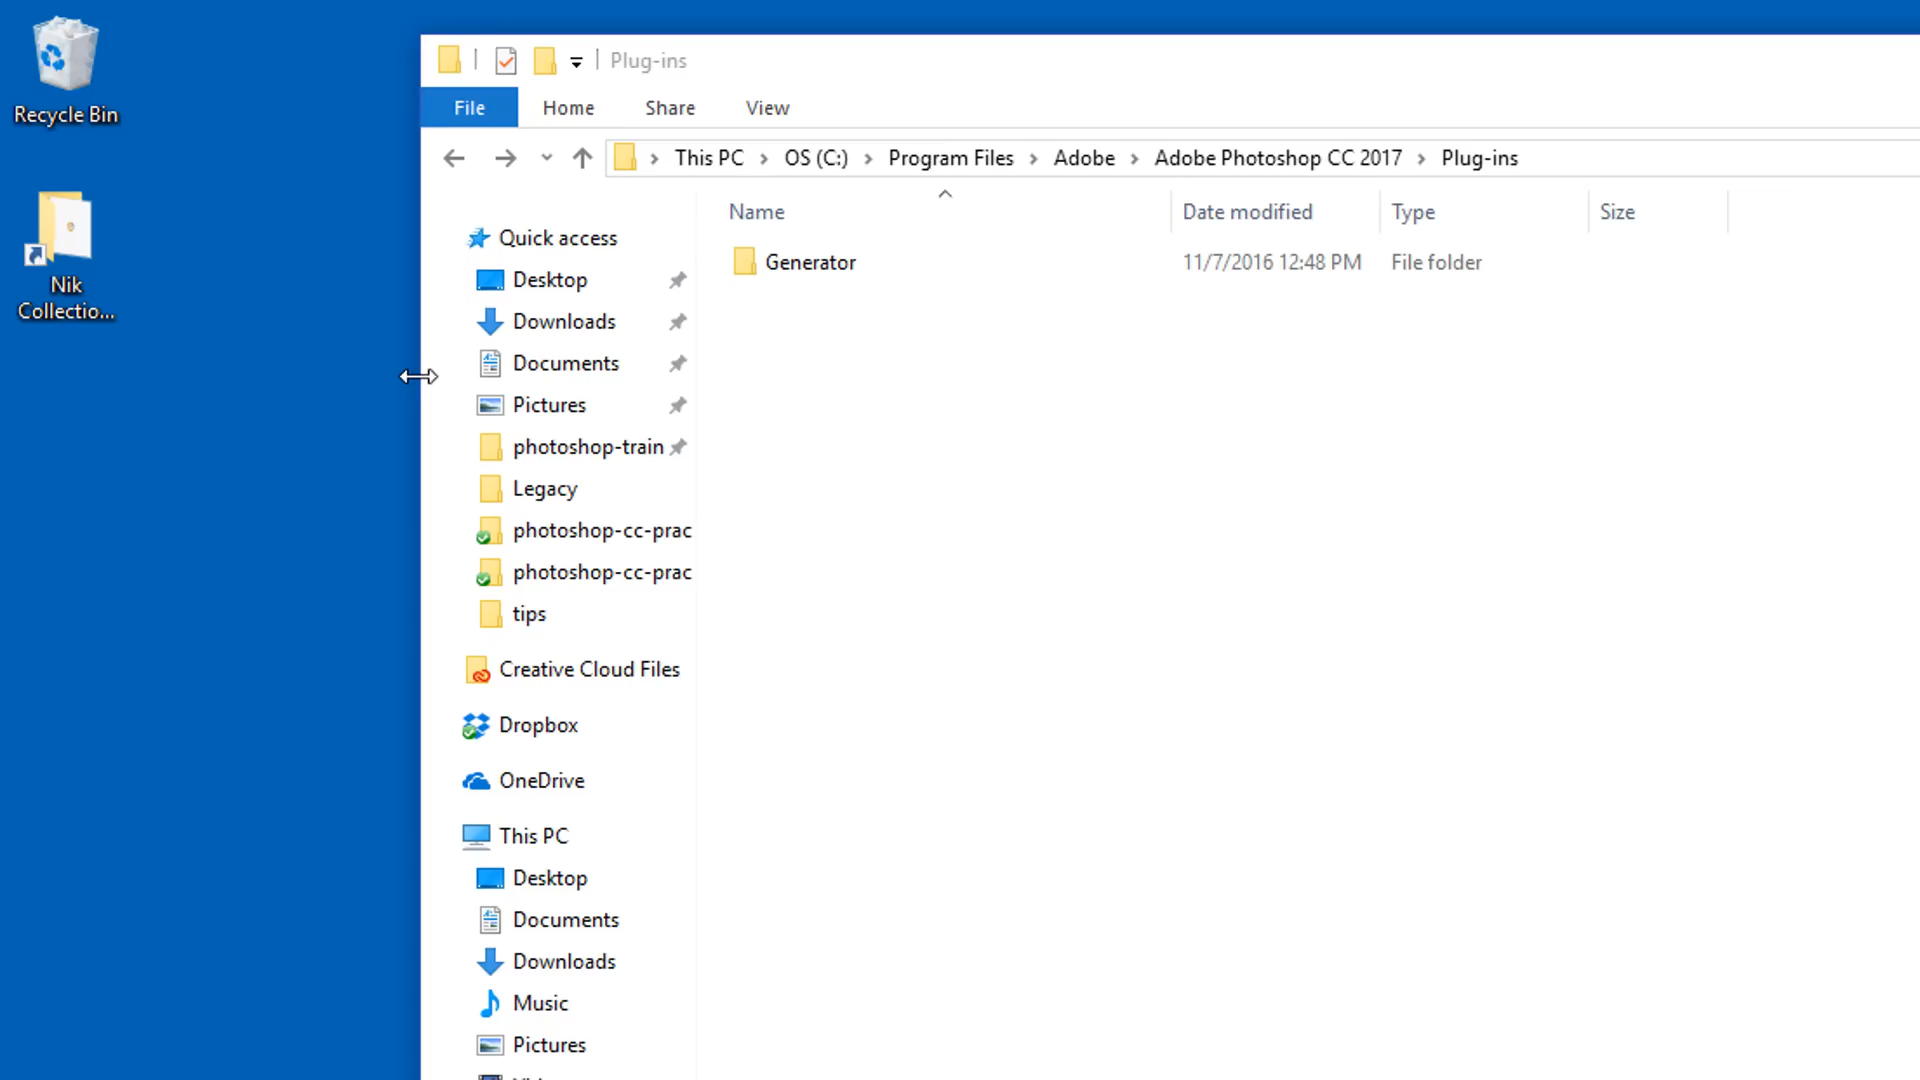 Recycle Bin
Nik
Collectio...
Plug-ins
File Home Share View
This PC OS (C:) Program Files Adobe Adobe Photoshop CC 2017 Plug-ins
Name Date modified Type Size
Generator 11/7/2016 12:48 PM File folder
Quick access
Desktop
Downloads
Documents
Pictures
photoshop-train
Legacy
photoshop-cc-prac
photoshop-cc-prac
tips
Creative Cloud Files
Dropbox
OneDrive
This PC
Desktop
Documents
Downloads
Music
Pictures